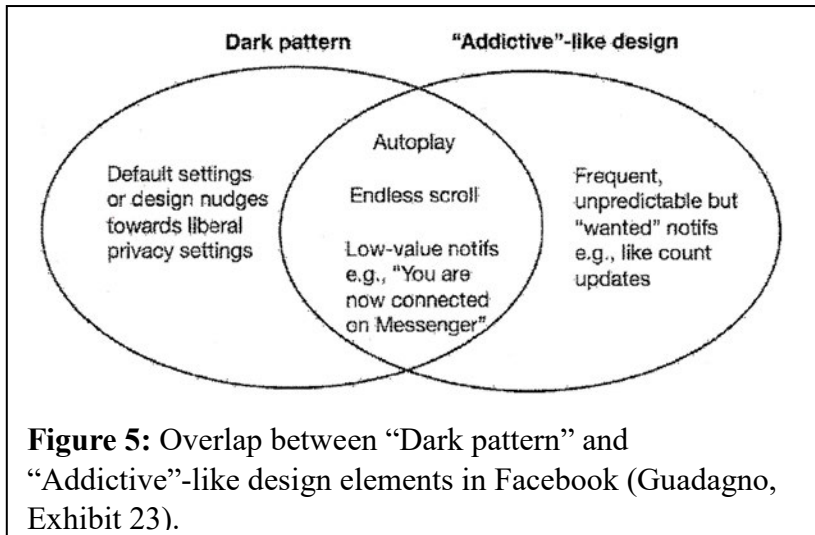 Dark pattern
"Addictive"-like design
Default settings
or design nudges
towards liberal
privacy settings
Autoplay
Endless scroll
Low-value notifs
e.g., "You are
now connected
on Messenger"
Frequent,
unpredictable but
"wanted" notifs
e.g., like count
updates
Figure 5: Overlap between “Dark pattern” and
“Addictive”-like design elements in Facebook (Guadagno,
Exhibit 23).